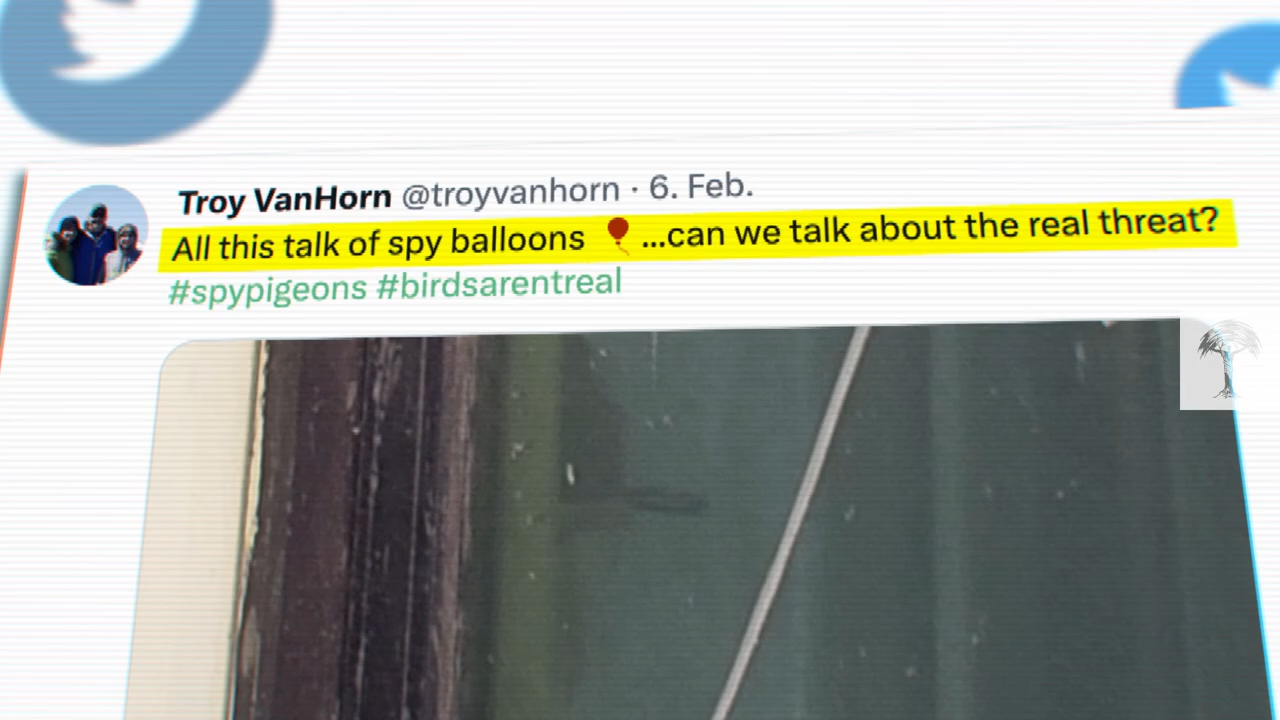 Troy VanHorn @troyvanhorn · 6. Feb.
All this talk of spy balloons 🎈...can we talk about the real threat?
#spypigeons #birdsarentreal